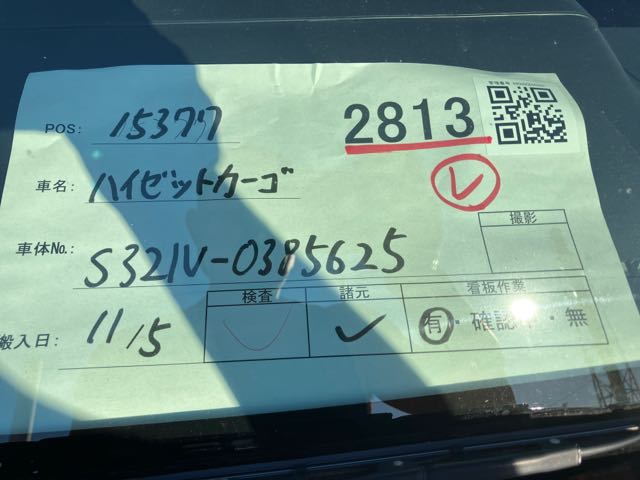 POS: 15377 2813
レ
車名: ハイゼットカーゴ
撮影
車体No.: S321V-0385625
検査 諸元 看板作業
搬入日: 11/5 有・確認中・無